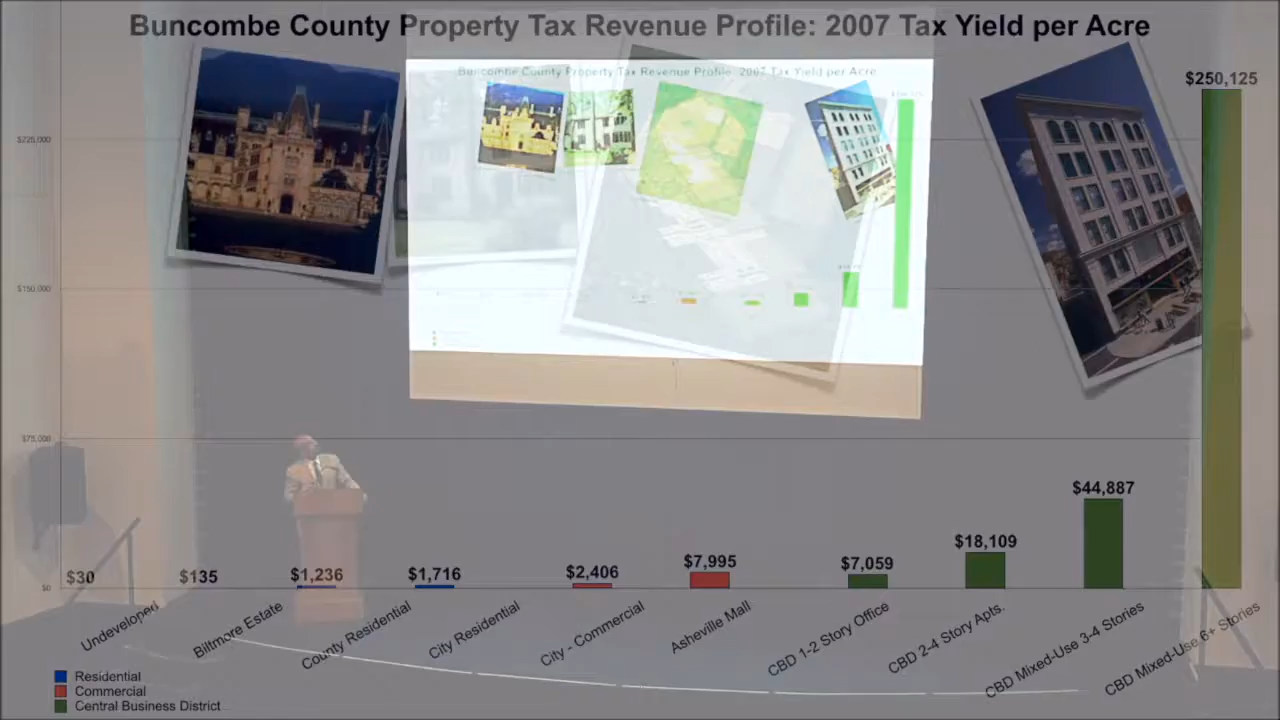 Buncombe County Property Tax Revenue Profile: 2007 Tax Yield per Acre
Buncombe County Property Tax Revenue Profile: 2007 Tax Yield per Acre
$250,125
$225,000
$150,000
$75,000
$0
$30
$135
$1,236
$1,716
$2,406
$7,995
$7,059
$18,109
$44,887
Undeveloped
Biltmore Estate
County Residential
City Residential
City - Commercial
Asheville Mall
CBD 1-2 Story Office
CBD 2-4 Story Apts.
CBD Mixed-Use 3-4 Stories
CBD Mixed-Use 6+ Stories
Residential
Commercial
Central Business District